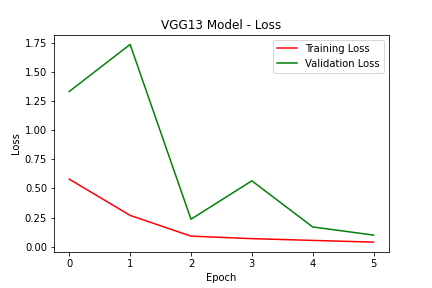 VGG13 Model - Loss
Training Loss
Validation Loss
1.75
1.50
1.25
1.00
0.75
0.50
0.25
0.00
Loss
0 1 2 3 4 5
Epoch